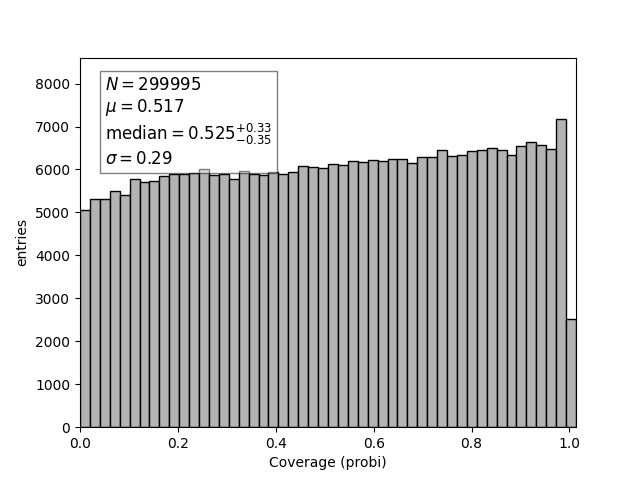 N = 299995
μ = 0.517
median = 0.525 +0.33 −0.35
σ = 0.29
8000
7000
6000
5000
4000
3000
2000
1000
0
entries
0.0 0.2 0.4 0.6 0.8 1.0
Coverage (probi)